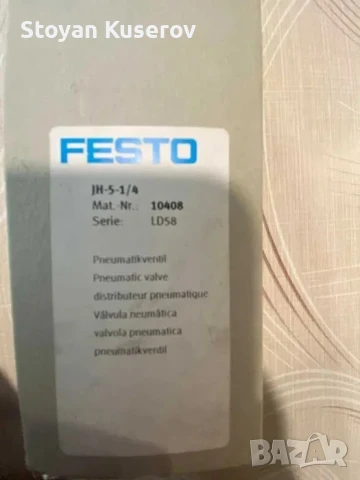 Stoyan Kuserov
FESTO
JH-5-1/4
Mat.-Nr.: 10408
Serie: LD58
Pneumatikventil
Pneumatic valve
distributeur pneumatique
Válvula neumática
valvola pneumatica
pneumatikventil
BAZAR